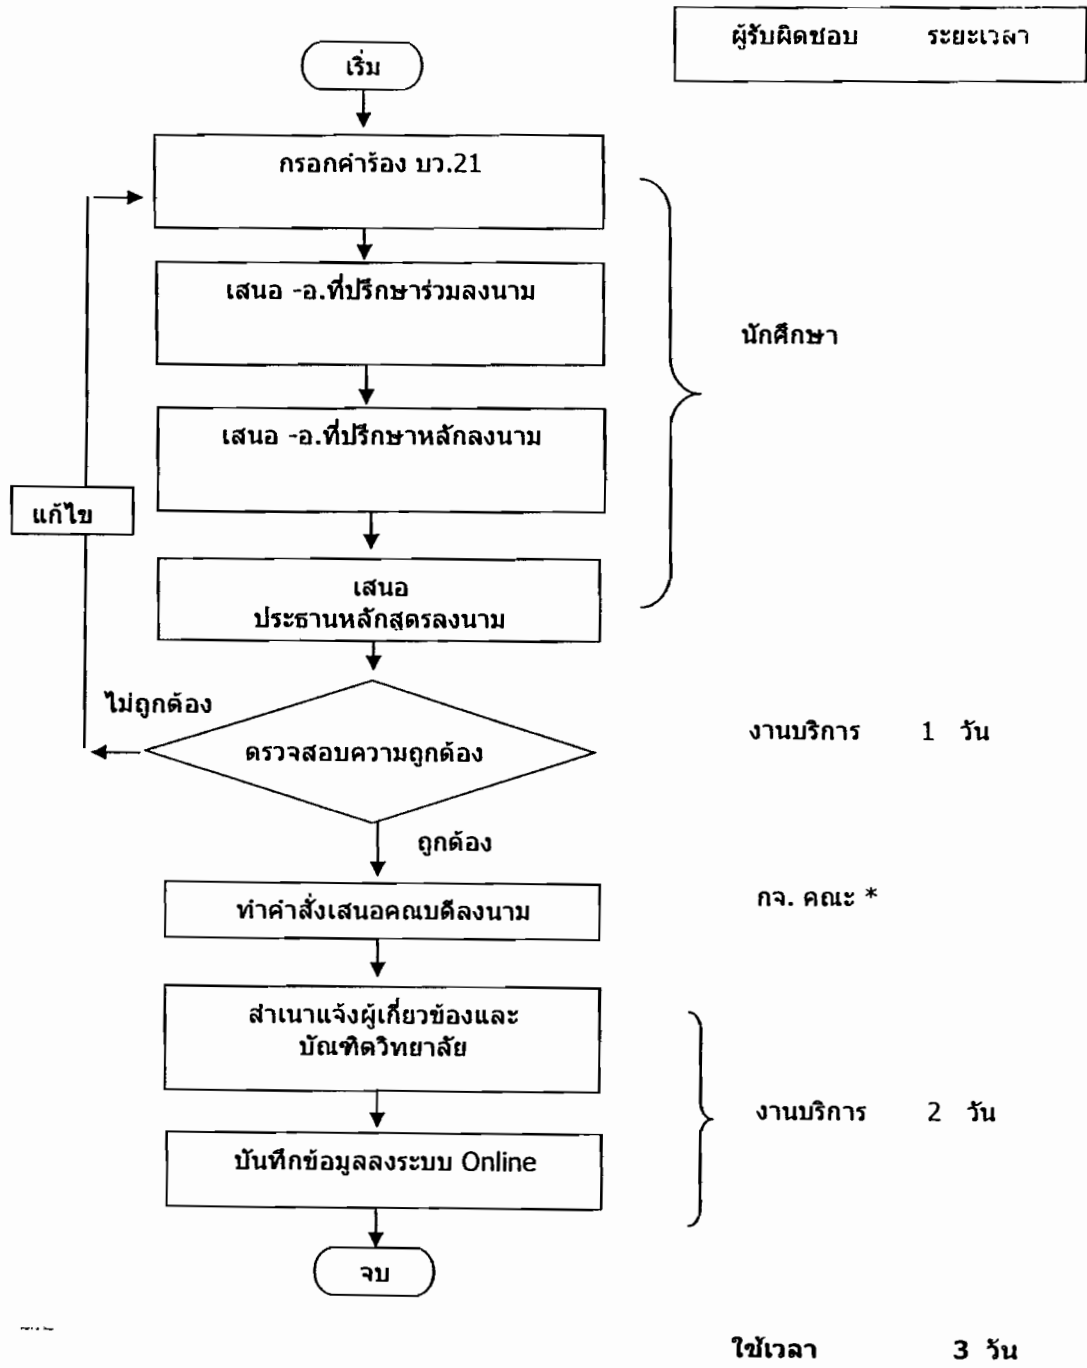 ผู้รับผิดชอบ ระยะเวลา
เริ่ม
กรอกคำร้อง บว.21
เสนอ -อ.ที่ปรึกษาร่วมลงนาม
นักศึกษา
เสนอ -อ.ที่ปรึกษาหลักลงนาม
แก้ไข
เสนอ
ประธานหลักสูตรลงนาม
ไม่ถูกต้อง
ตรวจสอบความถูกต้อง
งานบริการ 1 วัน
ถูกต้อง
ทำคำสั่งเสนอคณบดีลงนาม
กจ. คณะ *
สำเนาแจ้งผู้เกี่ยวข้องและ
บัณฑิตวิทยาลัย
งานบริการ 2 วัน
บันทึกข้อมูลลงระบบ Online
จบ
ใช้เวลา 3 วัน